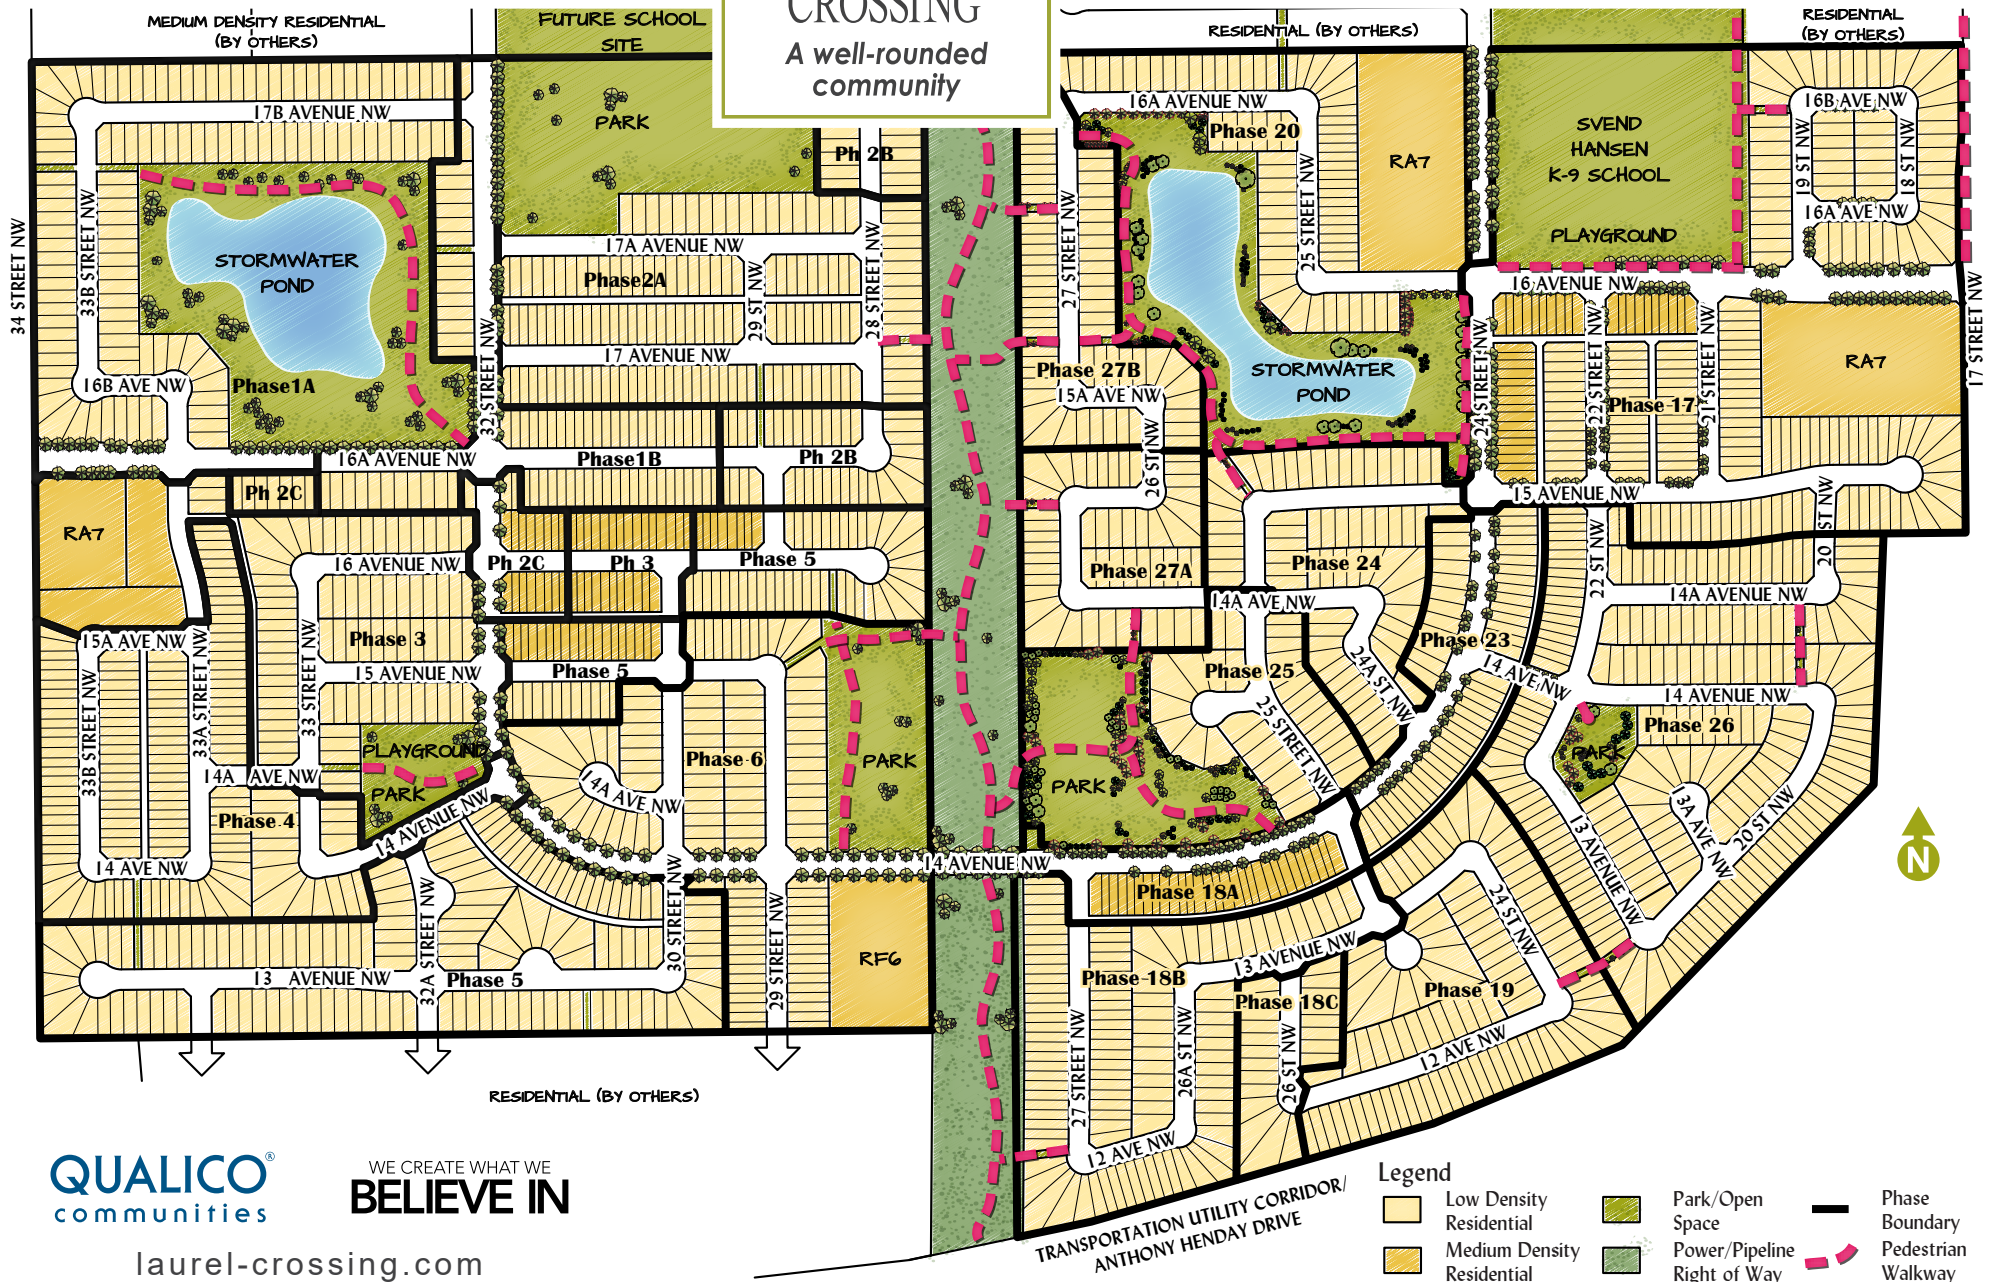 MEDIUM DENSITY RESIDENTIAL
(BY OTHERS)
FUTURE SCHOOL
SITE
CROSSING
A well-rounded
community
RESIDENTIAL (BY OTHERS)
RESIDENTIAL
(BY OTHERS)
17B AVENUE NW
PARK
Ph 2B
16A AVENUE NW
Phase 20
RA7
SVEND
HANSEN
K-9 SCHOOL
PLAYGROUND
16B AVE NW
19 ST NW
18 ST NW
16A AVE NW
34 STREET NW
33B STREET NW
STORMWATER
POND
17A AVENUE NW
Phase2A
29 ST NW
28 STREET NW
27 STREET NW
25 STREET NW
16 AVENUE NW
17 STREET NW
32 STREET NW
17 AVENUE NW
16B AVE NW
Phase1A
Phase 27B
15A AVE NW
STORMWATER
POND
24 STREET NW
22 STREET NW
Phase 17
21 STREET NW
RA7
16A AVENUE NW
Phase1B
Ph 2B
26 ST NW
15 AVENUE NW
20 ST NW
Ph 2C
RA7
16 AVENUE NW
Ph 2C
Ph 3
Phase 5
Phase 27A
Phase 24
22 ST NW
14A AVE NW
14A AVENUE NW
15A AVE NW
33A STREET NW
33 STREET NW
Phase 3
15 AVENUE NW
Phase 5
Phase 25
24A ST NW
Phase 23
14 AVE NW
14 AVENUE NW
33B STREET NW
PLAYGROUND
PARK
14A AVE NW
Phase 4
14 AVENUE NW
14A AVE NW
Phase 6
PARK
PARK
25 STREET NW
PARK
Phase 26
13A AVE NW
20 ST NW
13 AVENUE NW
N
14 AVE NW
14 AVENUE NW
Phase 18A
32A STREET NW
30 STREET NW
29 STREET NW
RF6
24 ST NW
13 AVENUE NW
Phase 5
Phase 18B
13 AVENUE NW
Phase 18C
Phase 19
27 STREET NW
26A ST NW
26 ST NW
12 AVE NW
12 AVE NW
RESIDENTIAL (BY OTHERS)
TRANSPORTATION UTILITY CORRIDOR/
ANTHONY HENDAY DRIVE
QUALICO®
communities
WE CREATE WHAT WE
BELIEVE IN
laurel-crossing.com
Legend
Low Density
Residential
Medium Density
Residential
Park/Open
Space
Power/Pipeline
Right of Way
Phase
Boundary
Pedestrian
Walkway